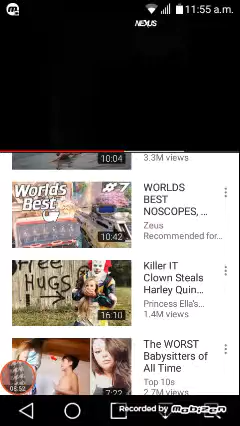 11:55 a.m.
NEXUS
10:04
3.3M views
Worlds
Best
#7
10:42
WORLDS
BEST
NOSCOPES, ...
Zeus
Recommended for...
FREE
HUGS
16:10
Killer IT
Clown Steals
Harley Quin...
Princess Ella's...
1.4M views
05:52
7:22
The WORST
Babysitters of
All Time
Top 10s
2.7M views
Recorded by Mobizen